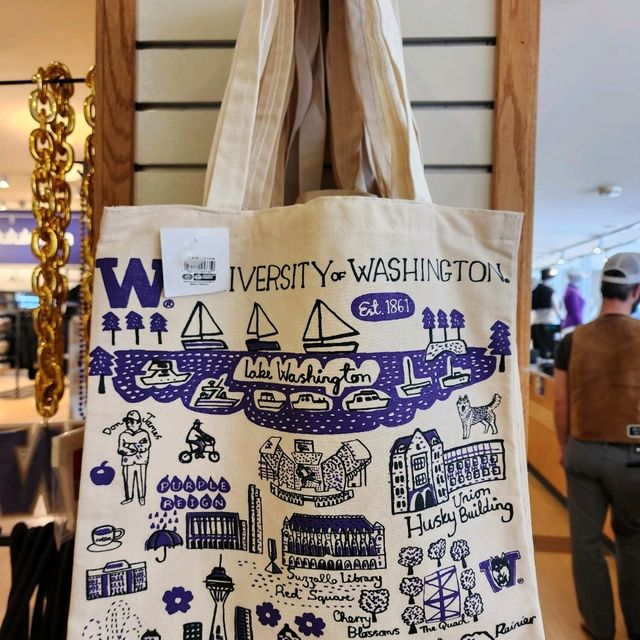 W® UNIVERSITY OF WASHINGTON®
Est. 1861
Lake Washington
Don James
PURPLE
REIGN
Union
Husky Building
coffee
Suzzallo Library
Red Square
Cherry
Blossoms
The Quad
W®
Rainier